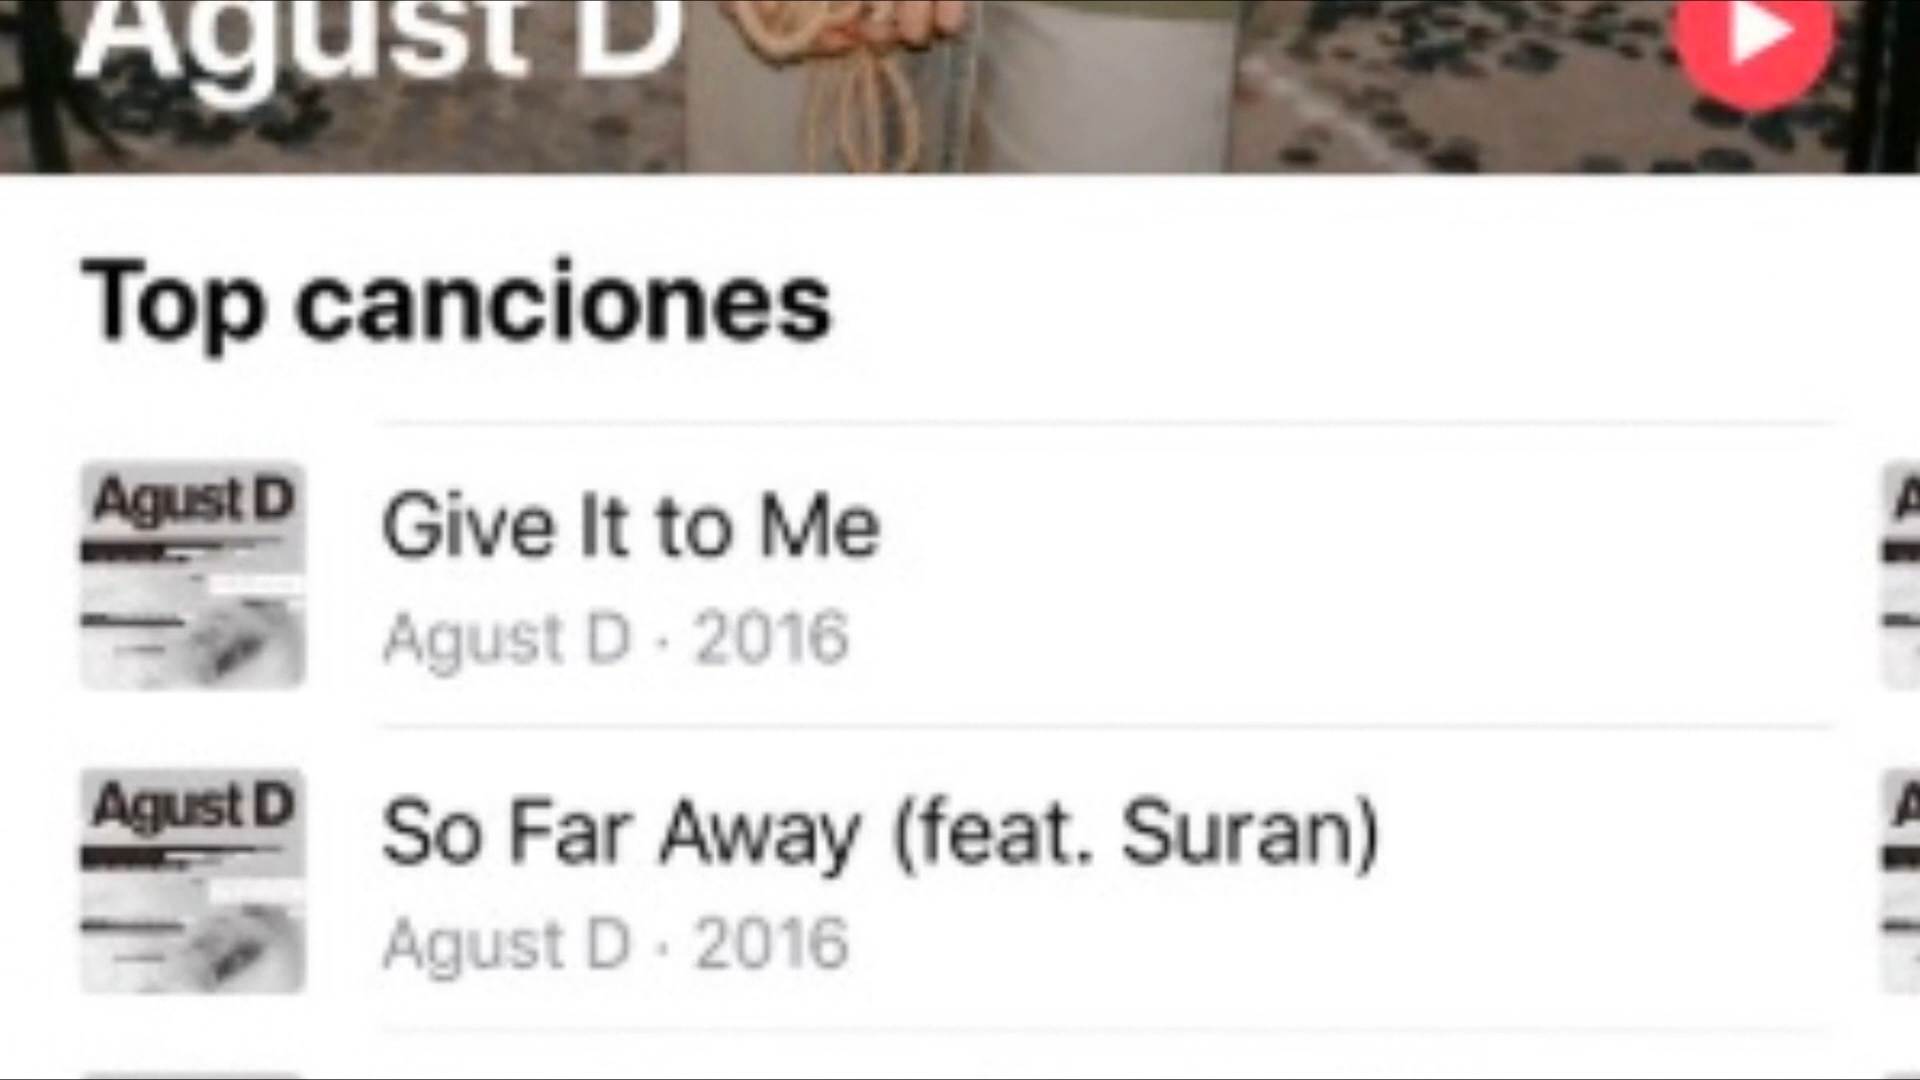 Agust D
Top canciones
Agust D
Give It to Me
Agust D · 2016
Agust D
So Far Away (feat. Suran)
Agust D · 2016